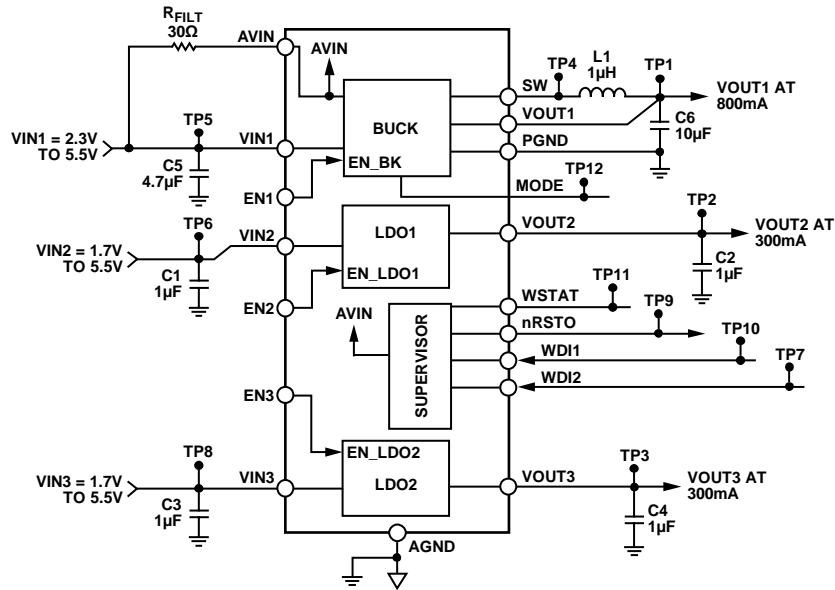 RFILT
30Ω
AVIN
AVIN
VIN1 = 2.3V
TO 5.5V
TP5
C5
4.7µF
VIN1
EN1
BUCK
EN_BK
SW
VOUT1
PGND
MODE
TP4
L1
1µH
TP1
C6
10µF
VOUT1 AT
800mA
TP12
VIN2 = 1.7V
TO 5.5V
TP6
C1
1µF
VIN2
EN2
LDO1
EN_LDO1
VOUT2
TP2
C2
1µF
VOUT2 AT
300mA
AVIN
SUPERVISOR
WSTAT
nRSTO
WDI1
WDI2
TP11
TP9
TP10
TP7
EN3
VIN3 = 1.7V
TO 5.5V
TP8
C3
1µF
VIN3
EN_LDO2
LDO2
VOUT3
TP3
C4
1µF
VOUT3 AT
300mA
AGND